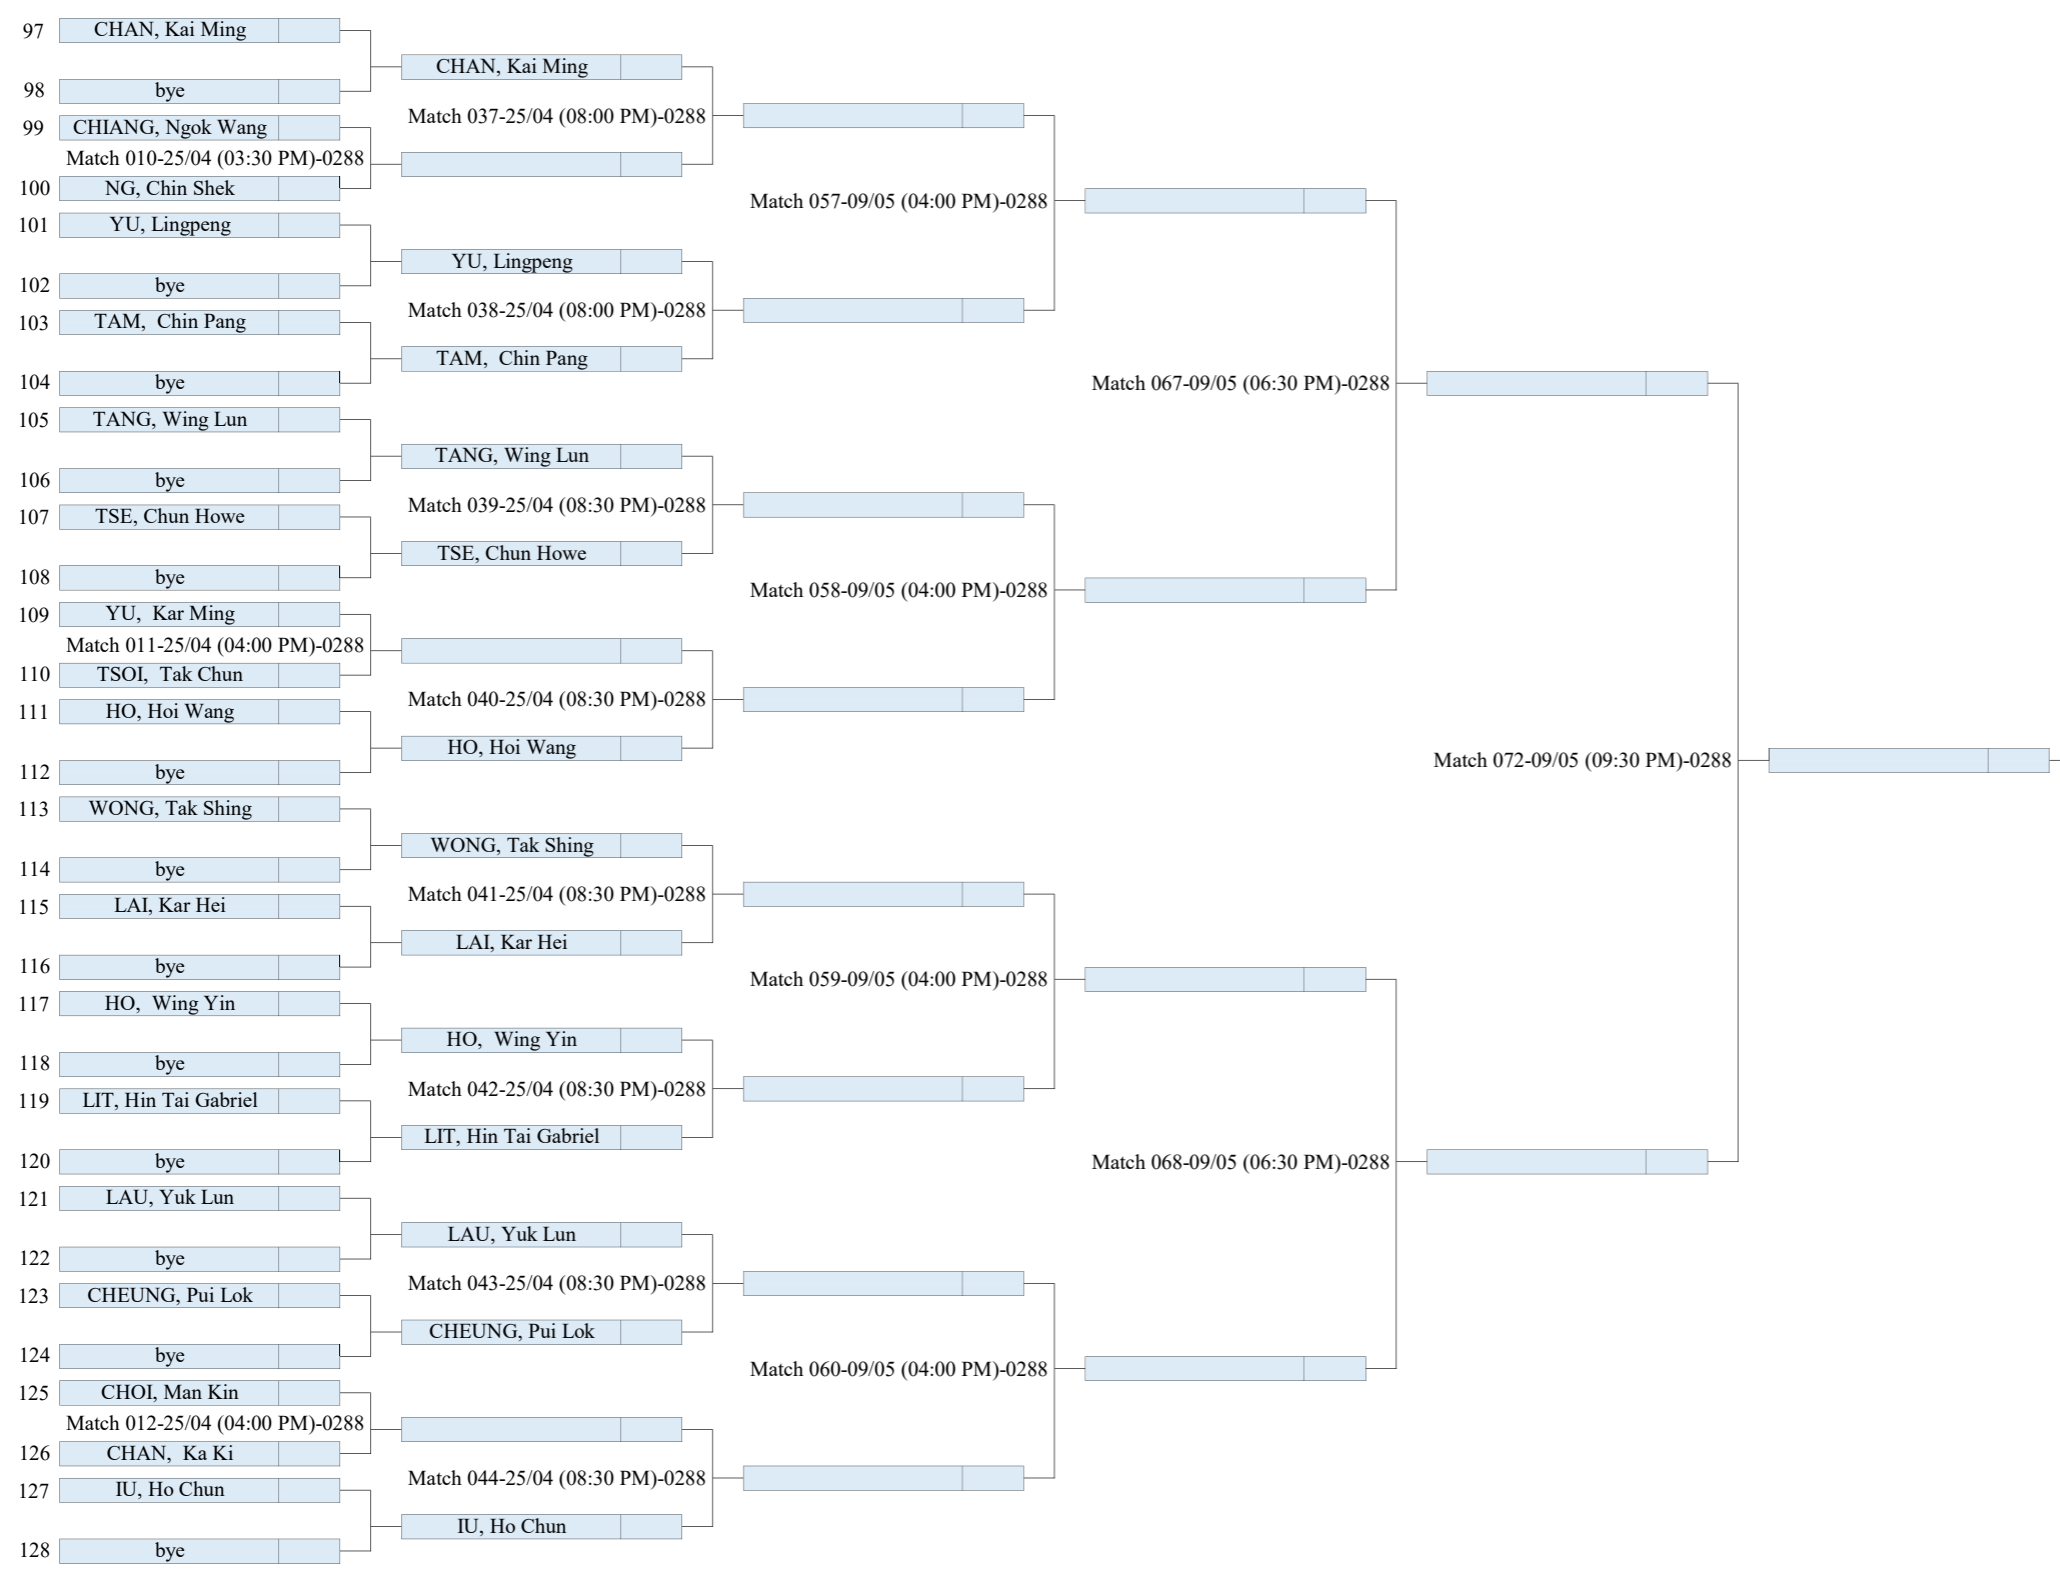 97 CHAN, Kai Ming
CHAN, Kai Ming
98 bye
Match 037-25/04 (08:00 PM)-0288
99 CHIANG, Ngok Wang
Match 010-25/04 (03:30 PM)-0288
100 NG, Chin Shek
Match 057-09/05 (04:00 PM)-0288
101 YU, Lingpeng
YU, Lingpeng
102 bye
Match 038-25/04 (08:00 PM)-0288
103 TAM,  Chin Pang
TAM,  Chin Pang
104 bye
Match 067-09/05 (06:30 PM)-0288
105 TANG, Wing Lun
TANG, Wing Lun
106 bye
Match 039-25/04 (08:30 PM)-0288
107 TSE, Chun Howe
TSE, Chun Howe
108 bye
Match 058-09/05 (04:00 PM)-0288
109 YU,  Kar Ming
Match 011-25/04 (04:00 PM)-0288
110 TSOI,  Tak Chun
Match 040-25/04 (08:30 PM)-0288
111 HO, Hoi Wang
HO, Hoi Wang
112 bye
Match 072-09/05 (09:30 PM)-0288
113 WONG, Tak Shing
WONG, Tak Shing
114 bye
Match 041-25/04 (08:30 PM)-0288
115 LAI, Kar Hei
LAI, Kar Hei
116 bye
Match 059-09/05 (04:00 PM)-0288
117 HO,  Wing Yin
HO,  Wing Yin
118 bye
Match 042-25/04 (08:30 PM)-0288
119 LIT, Hin Tai Gabriel
LIT, Hin Tai Gabriel
120 bye
Match 068-09/05 (06:30 PM)-0288
121 LAU, Yuk Lun
LAU, Yuk Lun
122 bye
Match 043-25/04 (08:30 PM)-0288
123 CHEUNG, Pui Lok
CHEUNG, Pui Lok
124 bye
Match 060-09/05 (04:00 PM)-0288
125 CHOI, Man Kin
Match 012-25/04 (04:00 PM)-0288
126 CHAN,  Ka Ki
Match 044-25/04 (08:30 PM)-0288
127 IU, Ho Chun
IU, Ho Chun
128 bye